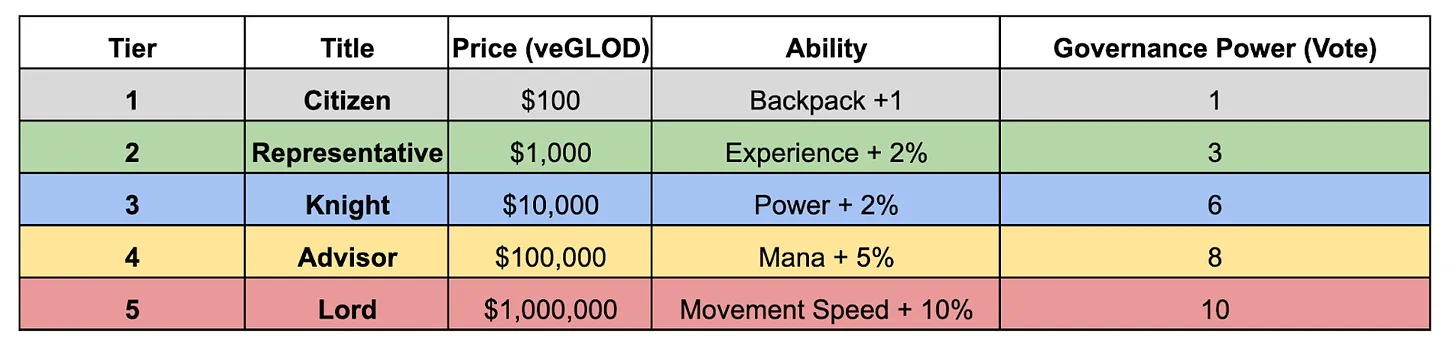 Tier Title Price (veGLOD) Ability Governance Power (Vote)
1 Citizen $100 Backpack +1 1
2 Representative $1,000 Experience + 2% 3
3 Knight $10,000 Power + 2% 6
4 Advisor $100,000 Mana + 5% 8
5 Lord $1,000,000 Movement Speed + 10% 10